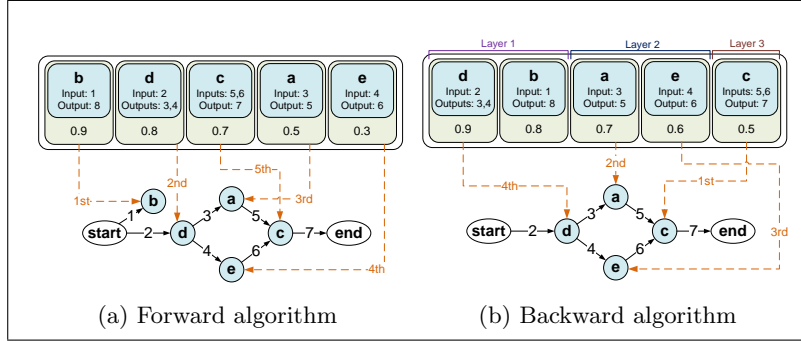 b
Input: 1
Output: 8
0.9
d
Input: 2
Outputs: 3,4
0.8
c
Inputs: 5,6
Output: 7
0.7
a
Input: 3
Output: 5
0.5
e
Input: 4
Output: 6
0.3
1st
2nd
5th
3rd
4th
start
1
b
2
d
3
a
4
e
5
6
c
7
end
(a) Forward algorithm
Layer 1
Layer 2
Layer 3
d
Input: 2
Outputs: 3,4
0.9
b
Input: 1
Output: 8
0.8
a
Input: 3
Output: 5
0.7
e
Input: 4
Output: 6
0.6
c
Inputs: 5,6
Output: 7
0.5
4th
2nd
1st
3rd
start
2
d
3
a
4
e
5
6
c
7
end
(b) Backward algorithm